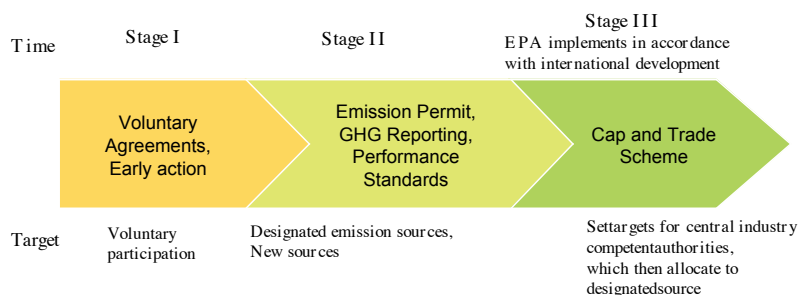 Time
Stage I
Stage II
Stage III
EPA implements in accordance
with international development
Voluntary
Agreements,
Early action
Emission Permit,
GHG Reporting,
Performance
Standards
Cap and Trade
Scheme
Target
Voluntary
participation
Designated emission sources,
New sources
Settargets for central industry
competentauthorities,
which then allocate to
designatedsource